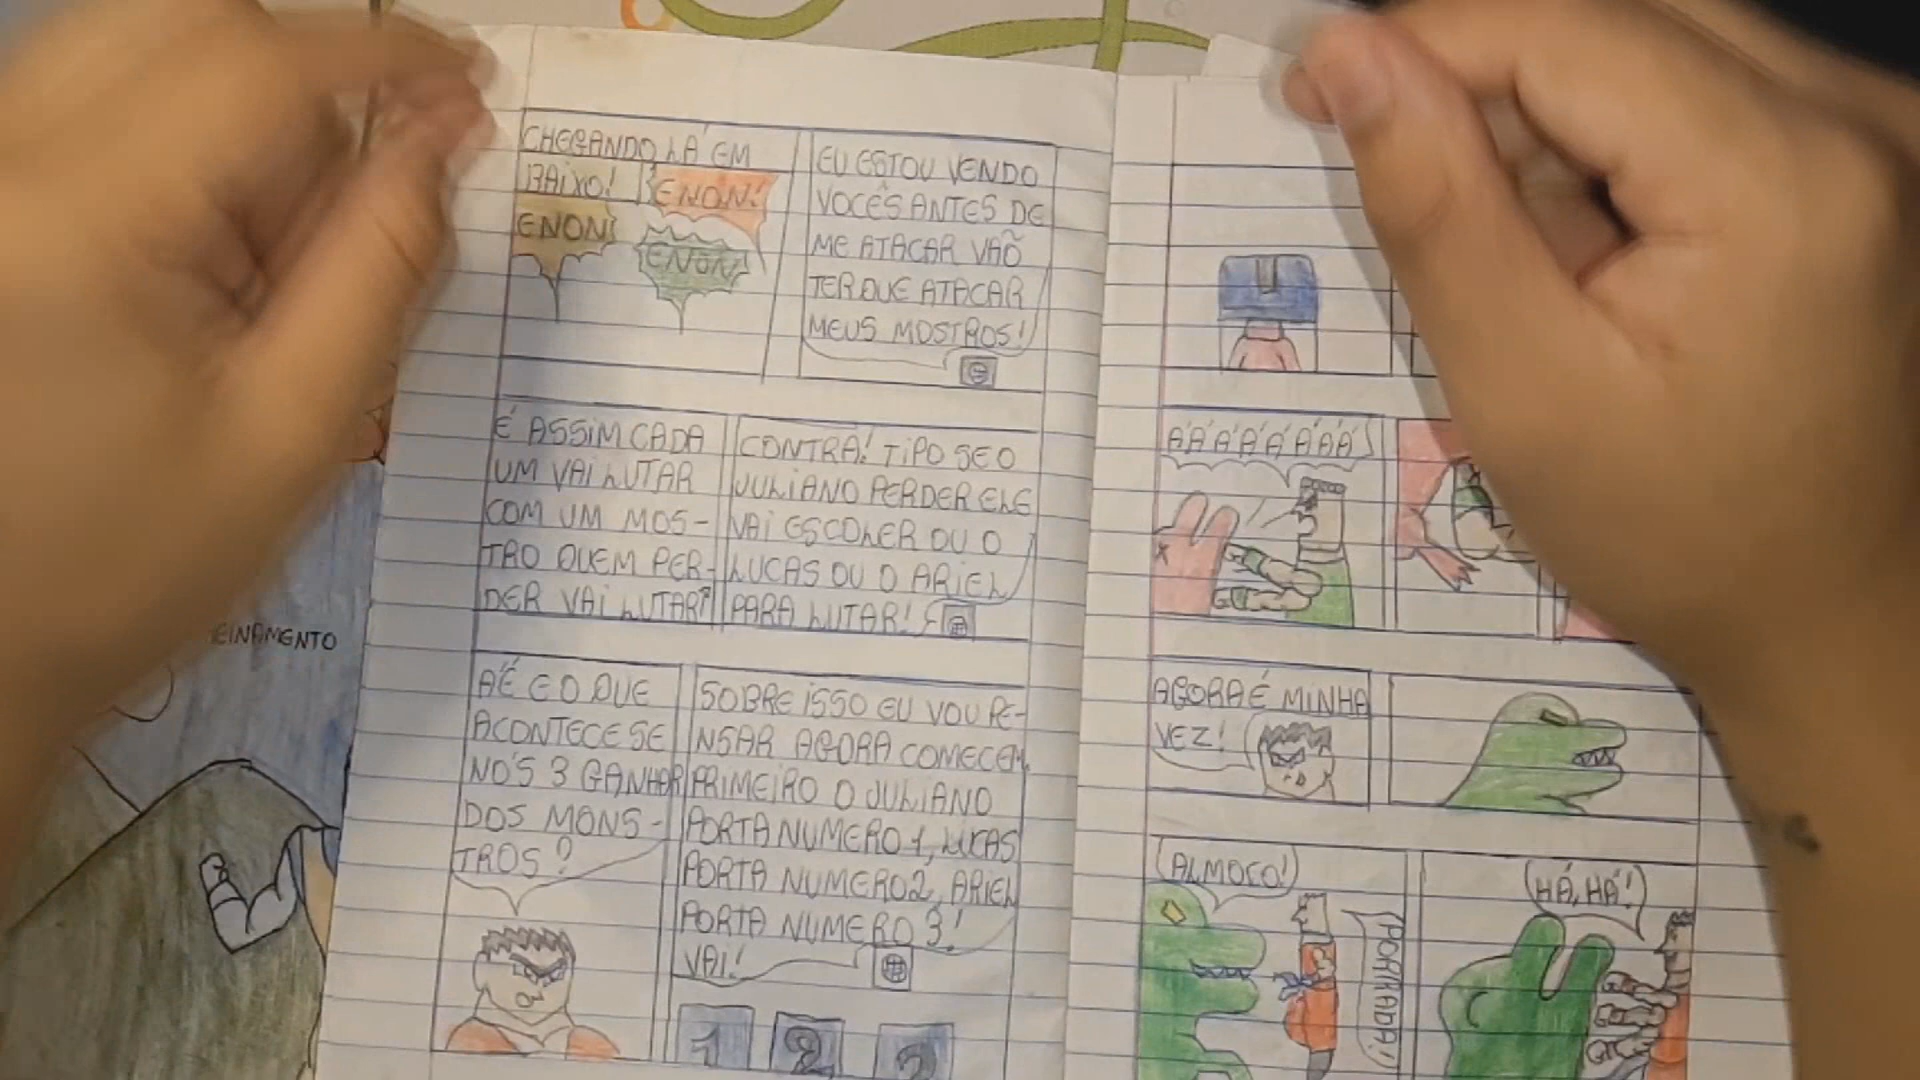 CHEGANDO LÁ EM
BAIXO!
ENON!
ENON!
ENON!
EU ESTOU VENDO
VOCÊS ANTES DE
ME ATACAR VAÕ
TER QUE ATACAR
MEUS MOSTROS!
É ASSIM CADA
UM VAI LUTAR
COM UM MOS-
TRO QUEM PER-
DER VAI LUTAR?
CONTRA! TIPO SE O
JULIANO PERDER ELE
VAI ESCOLER OU O
LUCAS OU O ARIEL
PARA LUTAR!
AÉ E O QUE
ACONTECE SE
NÓS 3 GANHAR
DOS MONS-
TROS?
SOBRE ISSO EU VOU PE-
NSAR AGORA COMECEM
PRIMEIRO O JULIANO
PORTA NUMERO 1, LUCAS
PORTA NUMERO 2, ARIEL
PORTA NUMERO 3!
VAI!
1 2
ÁÁÁÁÁÁÁÁ
AGORA É MINHA
VEZ!
ALMOÇO!
PORRADA!
HÁ, HÁ!
EINAMENTO